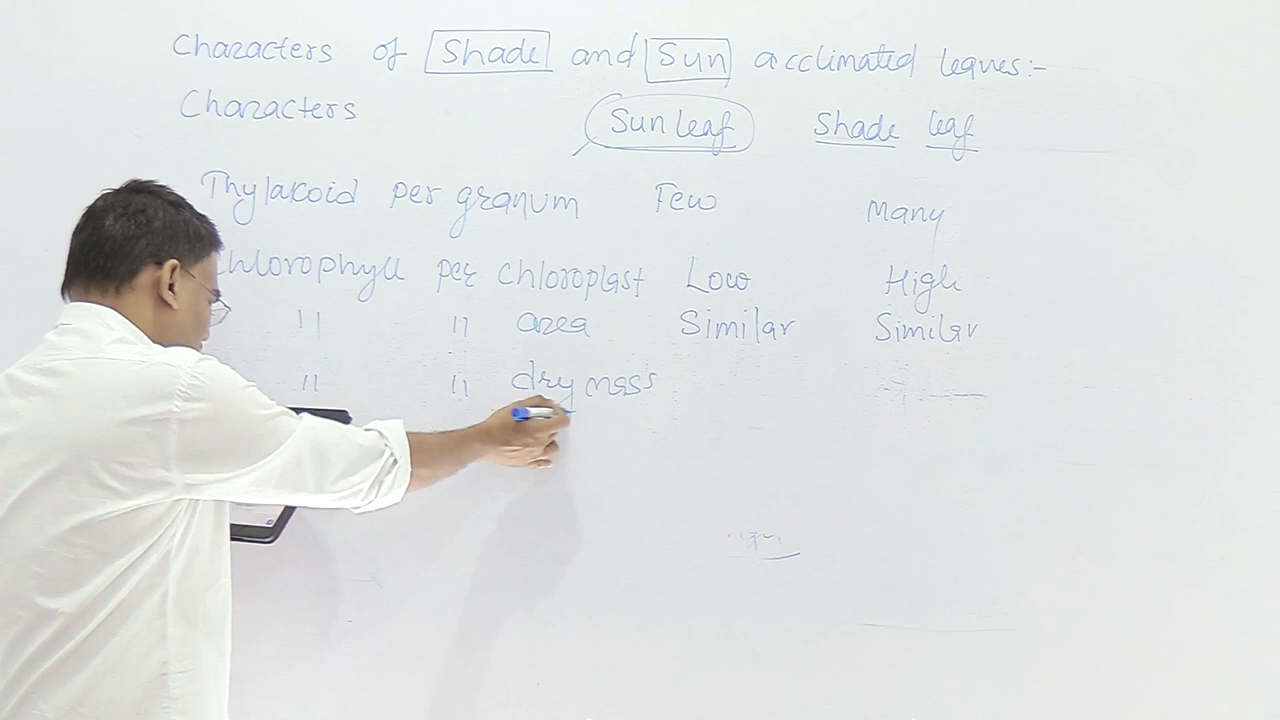 Characters of Shade and Sun acclimated leaves:-
Characters Sun leaf Shade leaf
Thylakoid per granum Few Many
Chlorophyll per Chloroplast Low High
" " area Similar Similar
" " dry mass